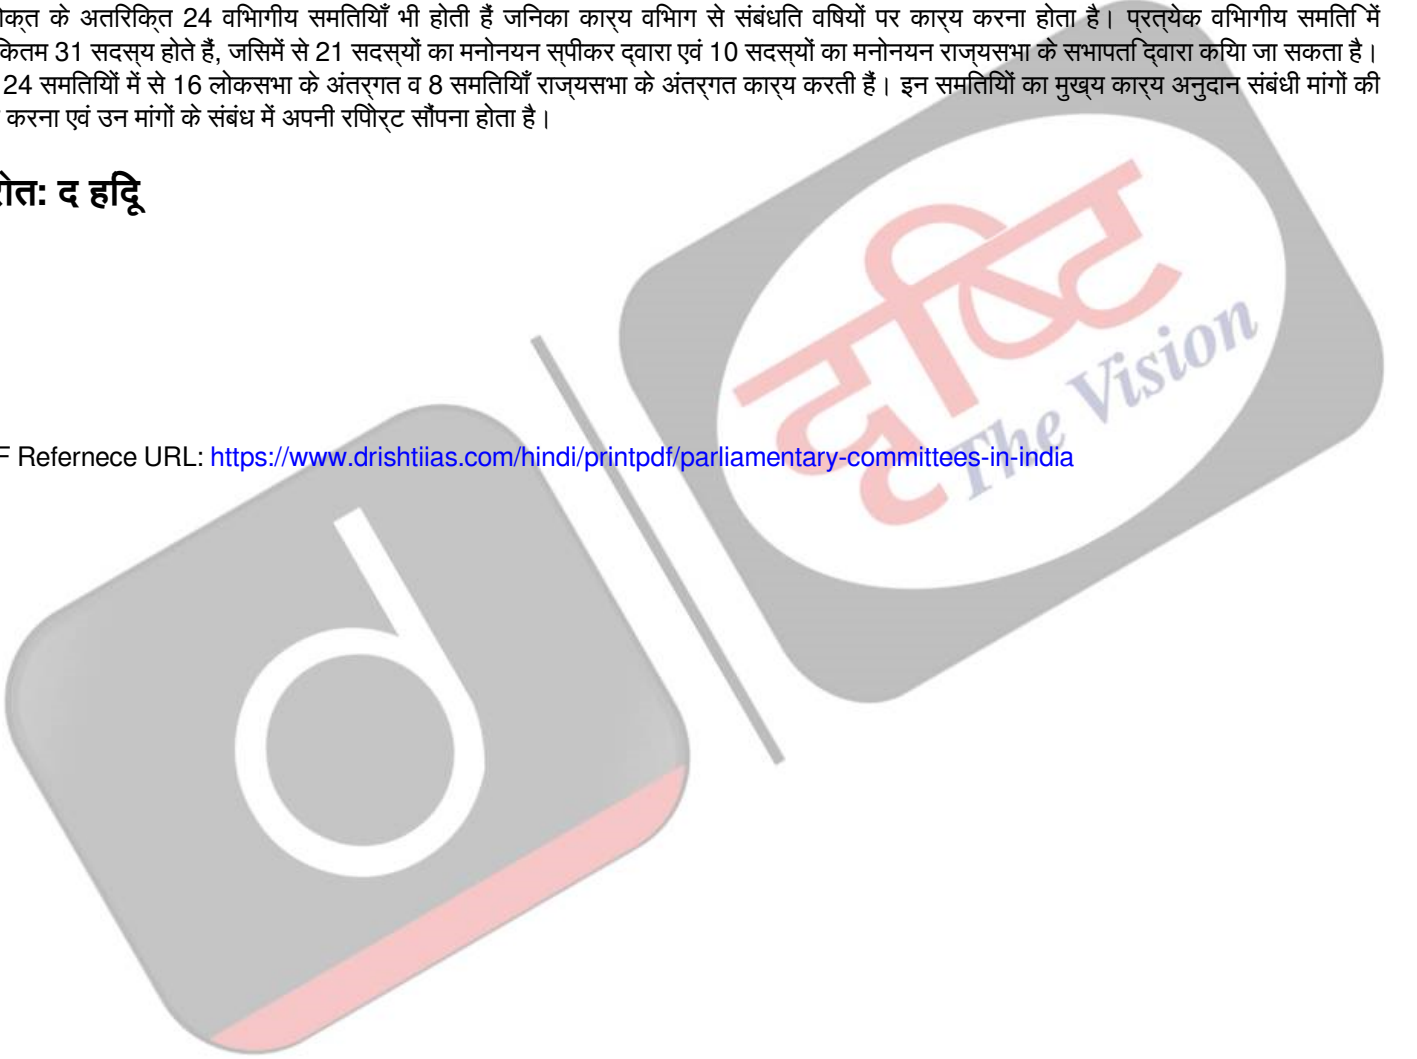 ोक्त के अतिरिक्ति 24 विभागीय समितियाँ भी होती हैं जिनका कार्य विभाग से संबंधित विषयों पर कार्य करना होता है। प्रत्येक विभागीय समिति में
कितम 31 सदस्य होते हैं, जिसमें से 21 सदस्यों का मनोनयन स्पीकर द्वारा एवं 10 सदस्यों का मनोनयन राज्यसभा के सभापति द्वारा किया जा सकता है।
24 समितियों में से 16 लोकसभा के अंतर्गत व 8 समितियाँ राज्यसभा के अंतर्गत कार्य करती हैं। इन समितियों का मुख्य कार्य अनुदान संबंधी मांगों की
करना एवं उन मांगों के संबंध में अपनी रिपोर्ट सौंपना होता है।
रोत: द हिंदू
दृष्टि
The Vision
F Refernece URL: https://www.drishtiias.com/hindi/printpdf/parliamentary-committees-in-india
d